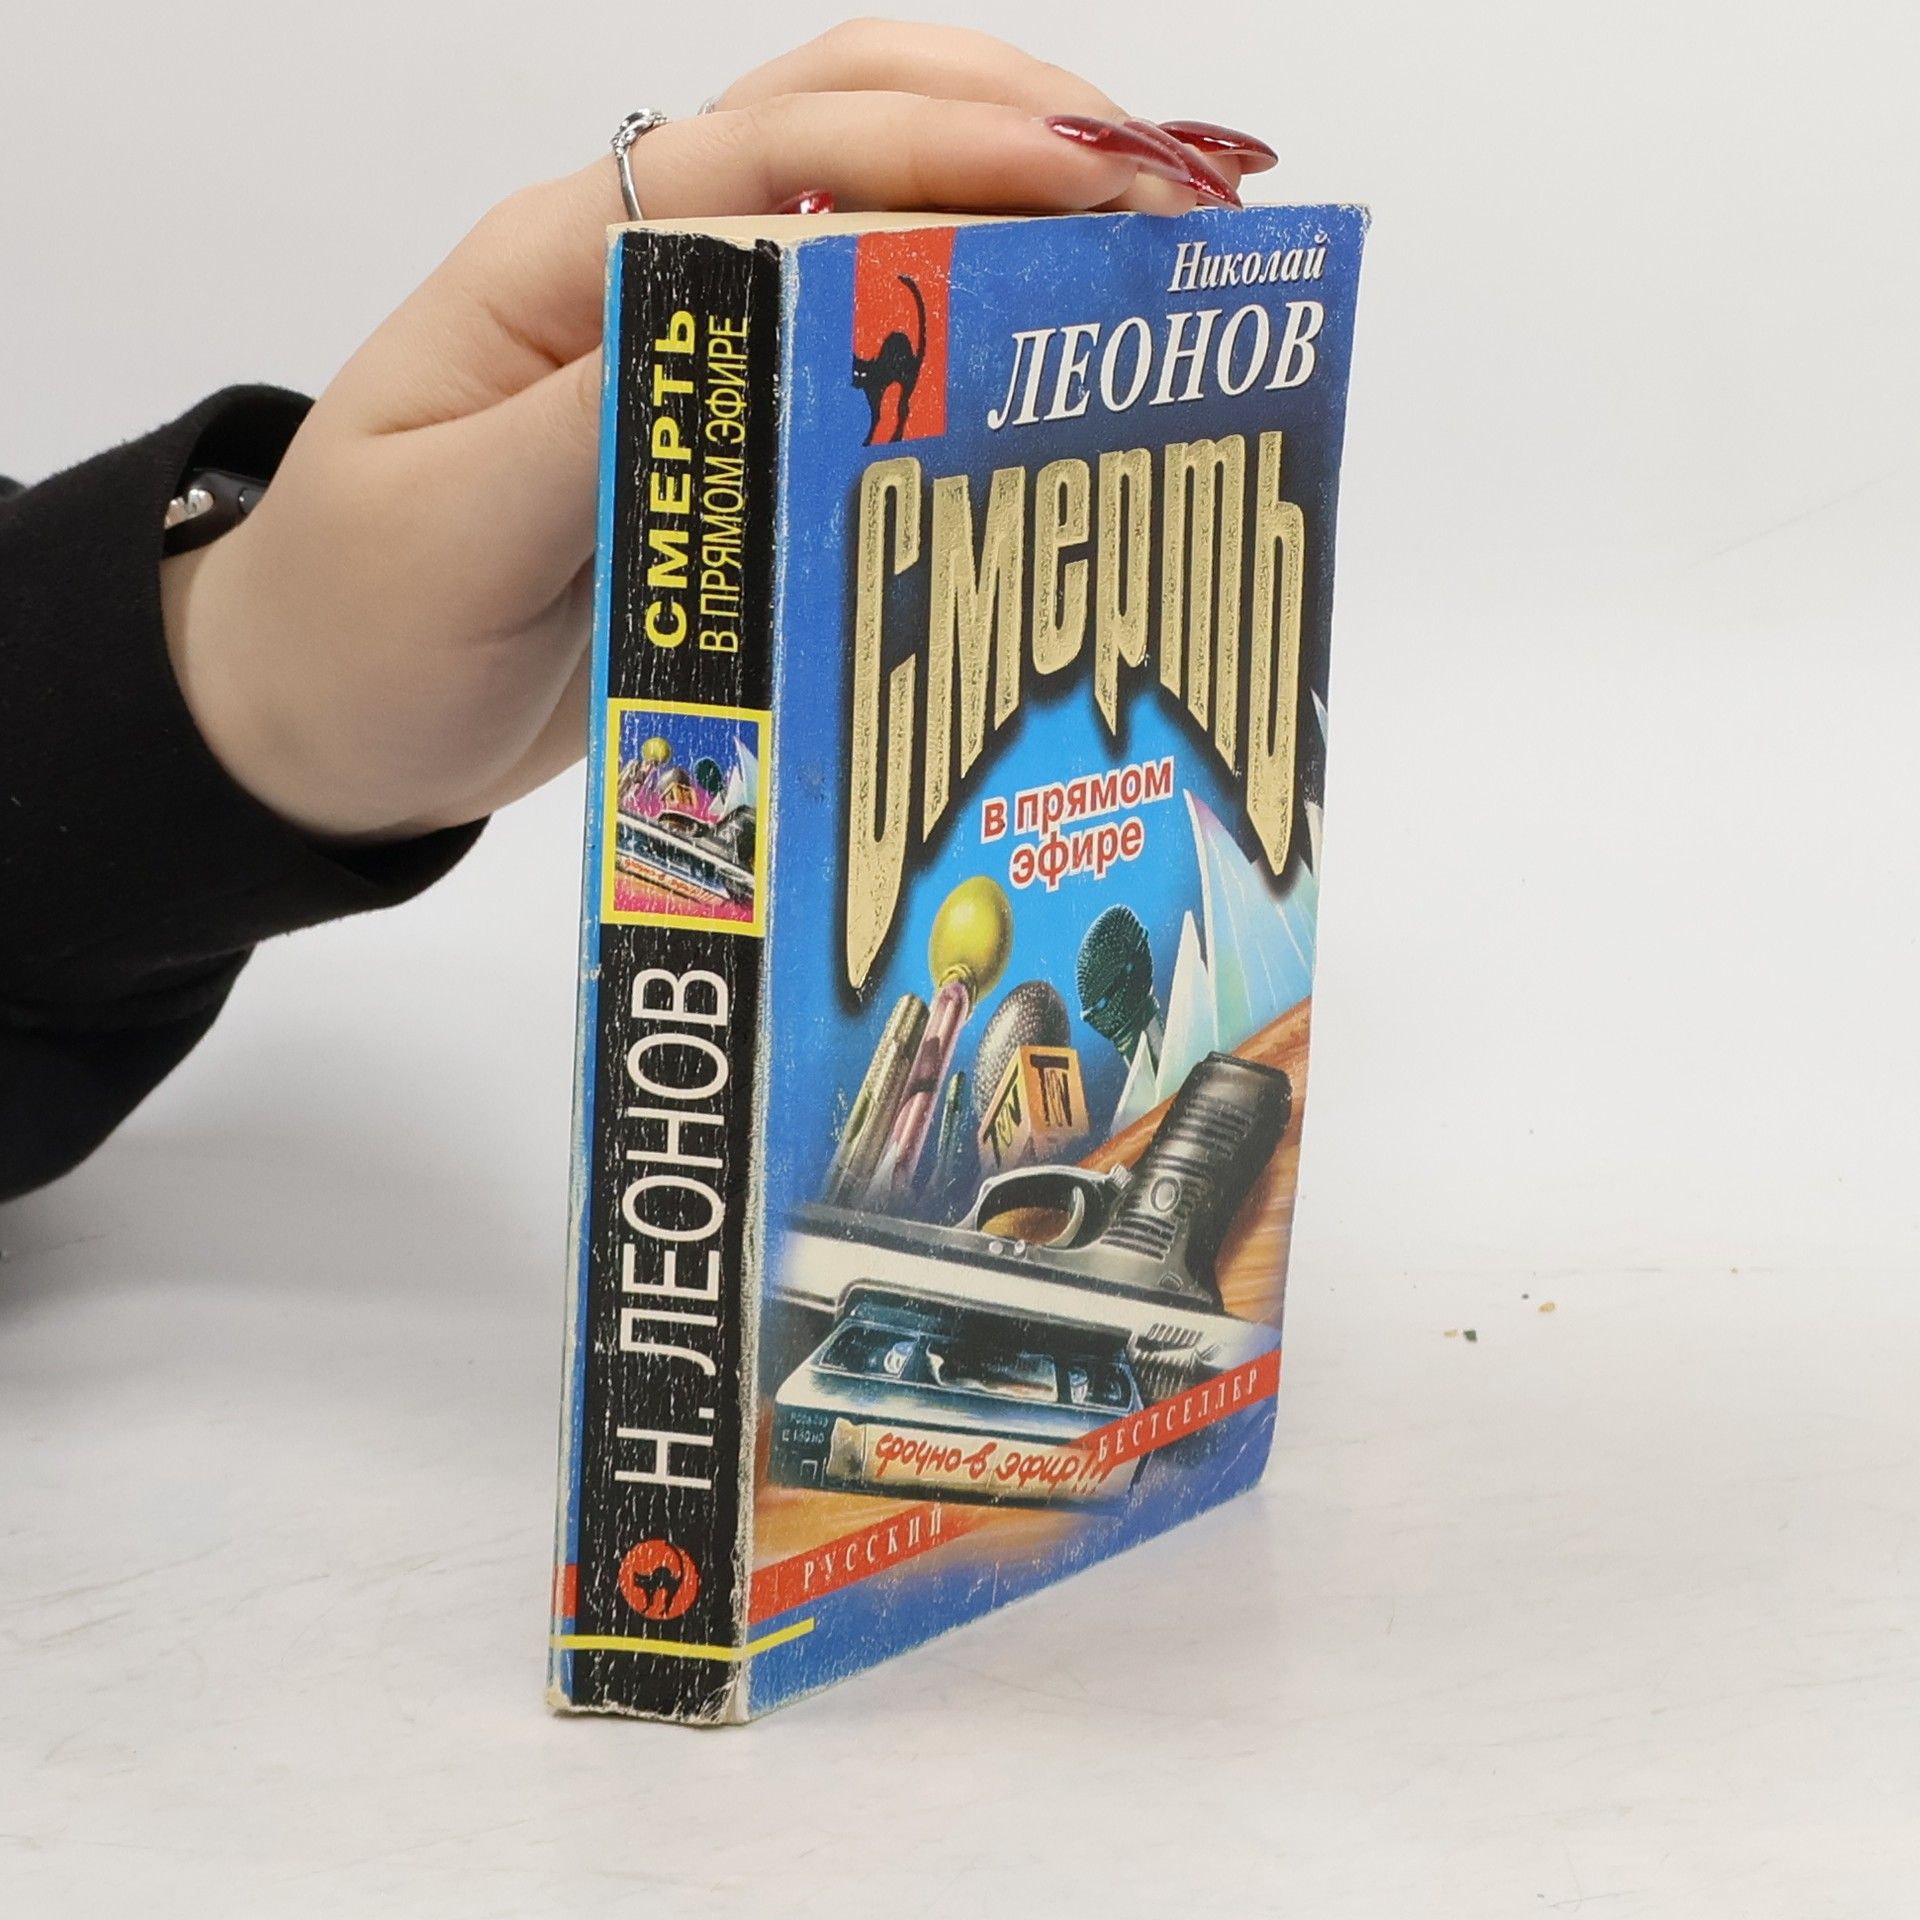 СМЕРТЬ
В ПРЯМОМ ЭФИРЕ
Н. ЛЕОНОВ
Николай
ЛЕОНОВ
Смерть
в прямом
эфире
срочно в эфир!!!
РУССКИЙ БЕСТСЕЛЛЕР